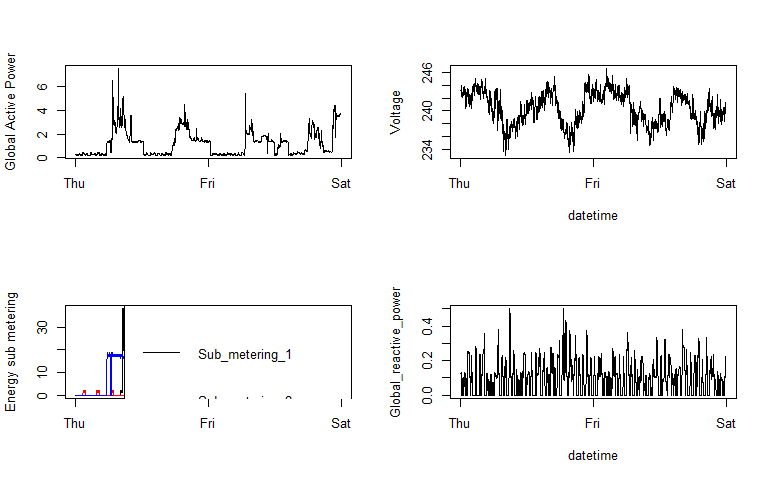 Global Active Power
0
2
4
6
Thu
Fri
Sat
Voltage
234
240
246
Thu
Fri
Sat
datetime
Energy sub metering
0
10
30
Sub_metering_1
Thu
Fri
Sat
Global_reactive_power
0.0
0.2
0.4
Thu
Fri
Sat
datetime